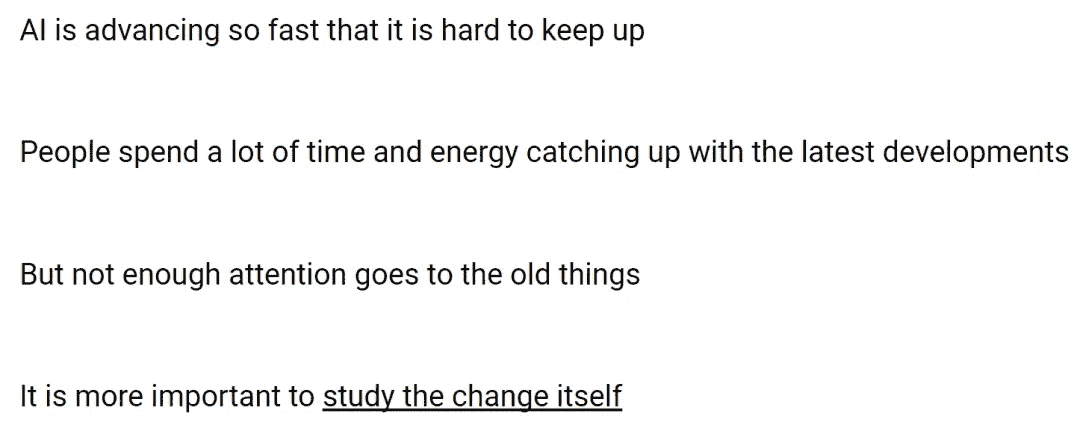 AI is advancing so fast that it is hard to keep up
People spend a lot of time and energy catching up with the latest developments
But not enough attention goes to the old things
It is more important to study the change itself